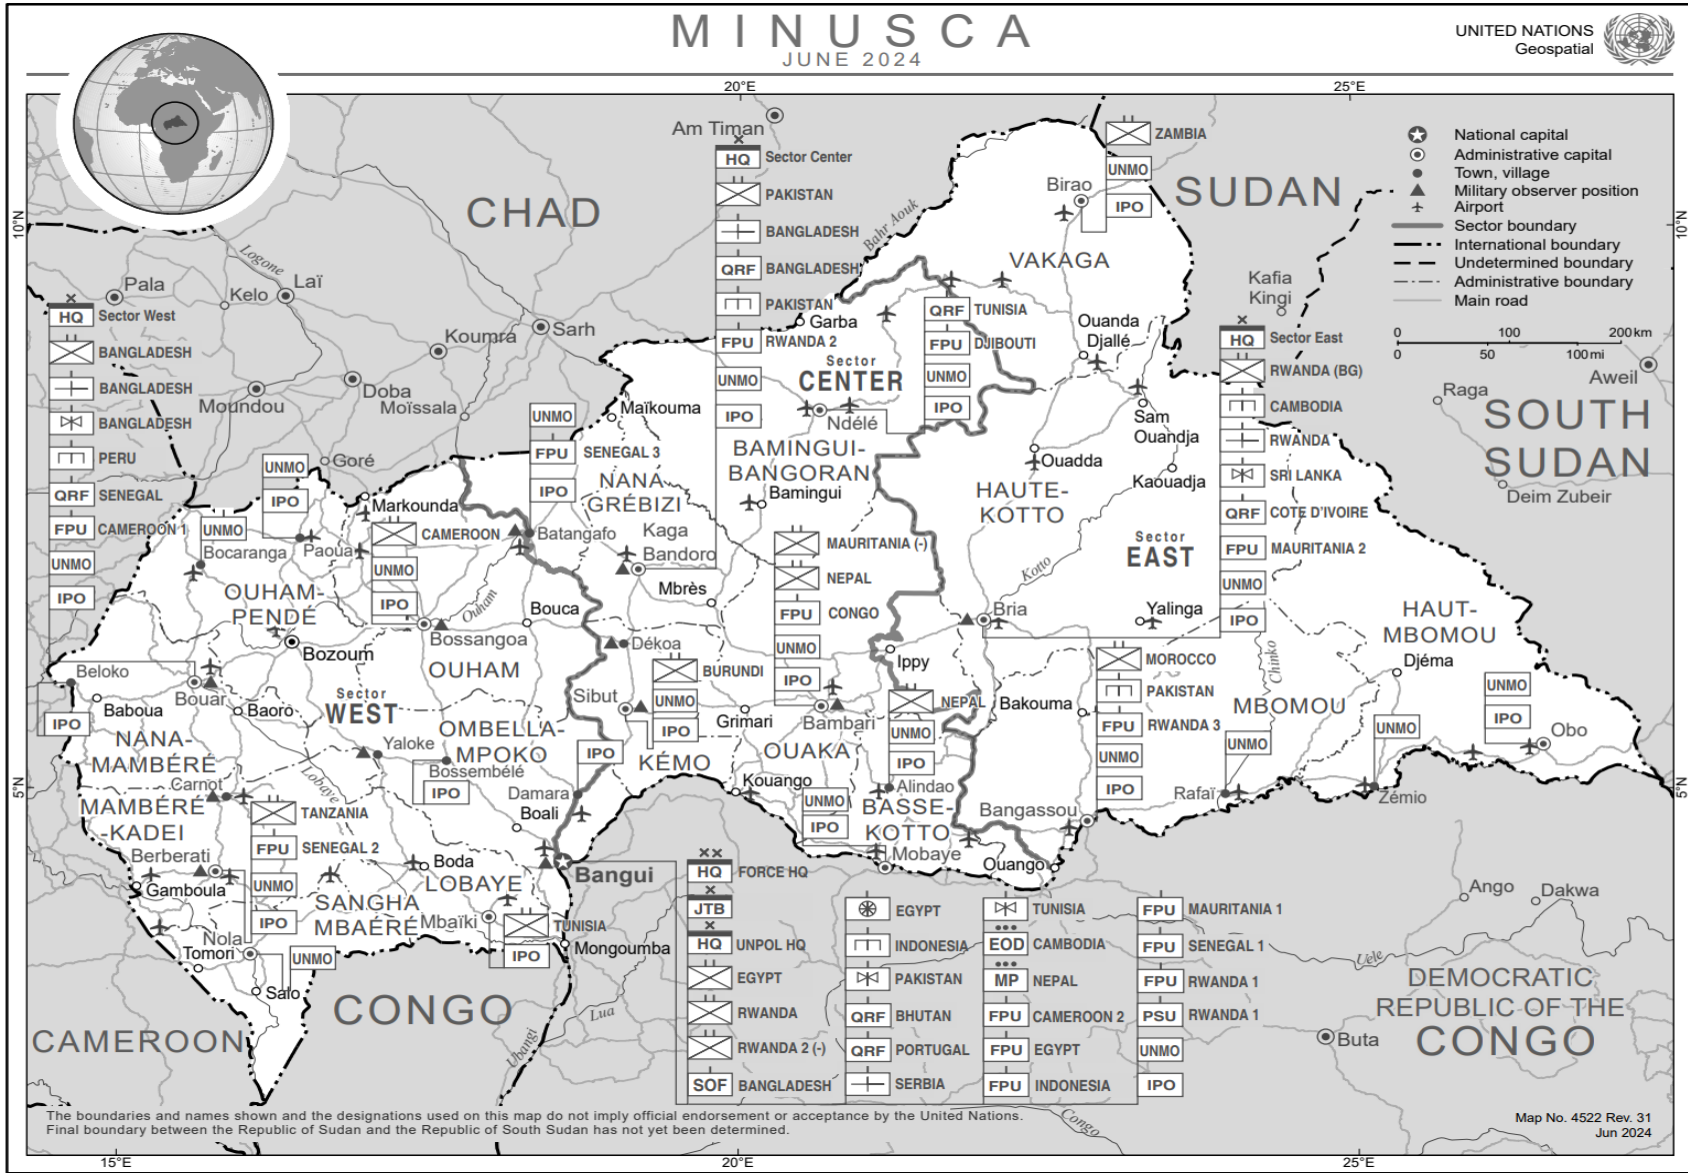 MINUSCA
JUNE 2024
UNITED NATIONS
Geospatial
20°E
25°E
10°N
10°N
5°N
5°N
15°E
20°E
25°E
National capital
Administrative capital
Town, village
Military observer position
Airport
Sector boundary
International boundary
Undetermined boundary
Administrative boundary
Main road
0 100 200 km
0 50 100 mi
CHAD
SUDAN
SOUTH
SUDAN
CAMEROON
CONGO
DEMOCRATIC
REPUBLIC OF THE
CONGO
Am Timan
Pala
Kelo
Laï
Logone
Koumra
Sarh
Doba
Moundou
Moïssala
Goré
Bahr Aouk
Kafia
Kingi
Raga
Aweil
Deim Zubeir
HQ Sector West
BANGLADESH
BANGLADESH
BANGLADESH
PERU
QRF SENEGAL
FPU CAMEROON 1
UNMO
IPO
UNMO
IPO
UNMO
Bocaranga
Paoua
Markounda
CAMEROON
UNMO
IPO
Bossangoa
Ouham
Bouca
UNMO
FPU SENEGAL 3
IPO
Batangafo
Maïkouma
NANA
GRÉBIZI
Kaga
Bandoro
Mbrès
HQ Sector Center
PAKISTAN
BANGLADESH
QRF BANGLADESH
PAKISTAN
FPU RWANDA 2
UNMO
IPO
Garba
Sector
CENTER
Ndélé
BAMINGUI-
BANGORAN
Bamingui
ZAMBIA
UNMO
IPO
Birao
VAKAGA
QRF TUNISIA
FPU DJIBOUTI
UNMO
IPO
Ouanda
Djallé
Sam
Ouandja
Ouadda
Kaouadja
HAUTE-
KOTTO
Kotto
Sector
EAST
HQ Sector East
RWANDA (BG)
CAMBODIA
RWANDA
SRI LANKA
QRF COTE D'IVOIRE
FPU MAURITANIA 2
UNMO
IPO
Bria
Yalinga
HAUT-
MBOMOU
Djéma
Chinko
MBOMOU
UNMO
IPO
Obo
UNMO
Zémio
UNMO
Rafaï
MOROCCO
PAKISTAN
FPU RWANDA 3
UNMO
IPO
Bakouma
Bangassou
Ouango
MAURITANIA (-)
NEPAL
FPU CONGO
UNMO
IPO
Bambari
Ippy
NEPAL
UNMO
IPO
Alindao
BASSE-
KOTTO
Mobaye
UNMO
IPO
Kouango
OUAKA
Grimari
BURUNDI
UNMO
IPO
Sibut
Dékoa
KÉMO
OUHAM-
PENDÉ
Bozoum
OUHAM
Sector
WEST
Beloko
IPO
Baboua
Bouar
Baoro
NANA-
MAMBÉRÉ
Yaloke
Lobaye
OMBELLA-
MPOKO
Bossembélé
IPO
IPO
Damara
Boali
MAMBÉRÉ
-KADEI
Carnot
TANZANIA
FPU SENEGAL 2
UNMO
IPO
Berberati
Gamboula
SANGHA
MBAÉRÉ
Boda
LOBAYE
Mbaïki
TUNISIA
IPO
Mongoumba
Nola
UNMO
Tomori
Salo
Bangui
Ubangi
Lua
Uele
Congo
Ango
Dakwa
Buta
HQ FORCE HQ
JTB
HQ UNPOL HQ
EGYPT
RWANDA
RWANDA 2 (-)
SOF BANGLADESH
EGYPT
INDONESIA
PAKISTAN
QRF BHUTAN
QRF PORTUGAL
SERBIA
TUNISIA
EOD CAMBODIA
MP NEPAL
FPU CAMEROON 2
FPU EGYPT
FPU INDONESIA
FPU MAURITANIA 1
FPU SENEGAL 1
FPU RWANDA 1
PSU RWANDA 1
UNMO
IPO
The boundaries and names shown and the designations used on this map do not imply official endorsement or acceptance by the United Nations.
Final boundary between the Republic of Sudan and the Republic of South Sudan has not yet been determined.
Map No. 4522 Rev. 31
Jun 2024